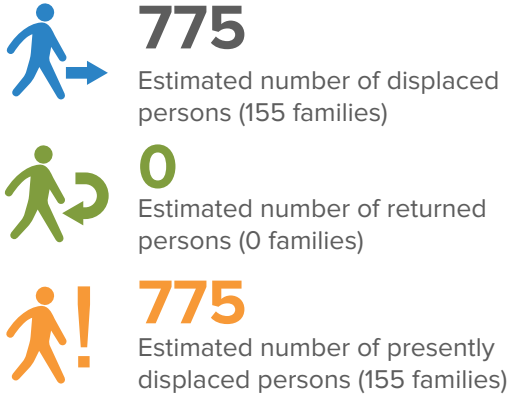 775
Estimated number of displaced
persons (155 families)
0
Estimated number of returned
persons (0 families)
775
Estimated number of presently
displaced persons (155 families)